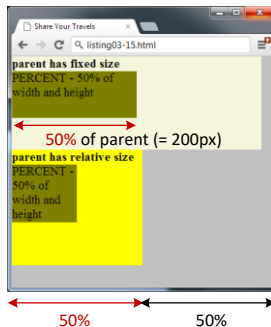 Share Your Travels
listing03-15.html
parent has fixed size
PERCENT - 50% of
width and height
50% of parent (= 200px)
parent has relative size
PERCENT -
50% of
width and
height
50%
50%